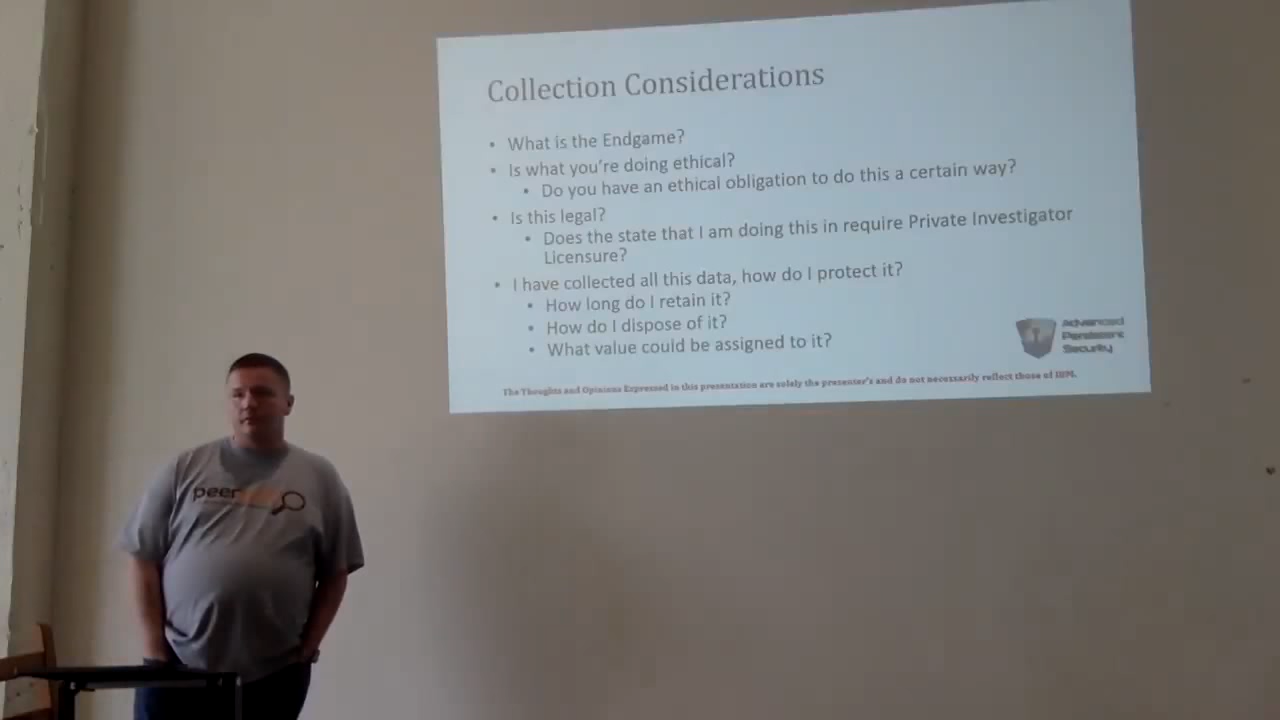 Collection Considerations
• What is the Endgame?
• Is what you're doing ethical?
• Do you have an ethical obligation to do this a certain way?
• Is this legal?
• Does the state that I am doing this in require Private Investigator
Licensure?
• I have collected all this data, how do I protect it?
• How long do I retain it?
• How do I dispose of it?
• What value could be assigned to it?
Advanced
Persistent
Security
The Thoughts and Opinions Expressed in this presentation are solely the presenter's and do not necessarily reflect those of IBM.
peer